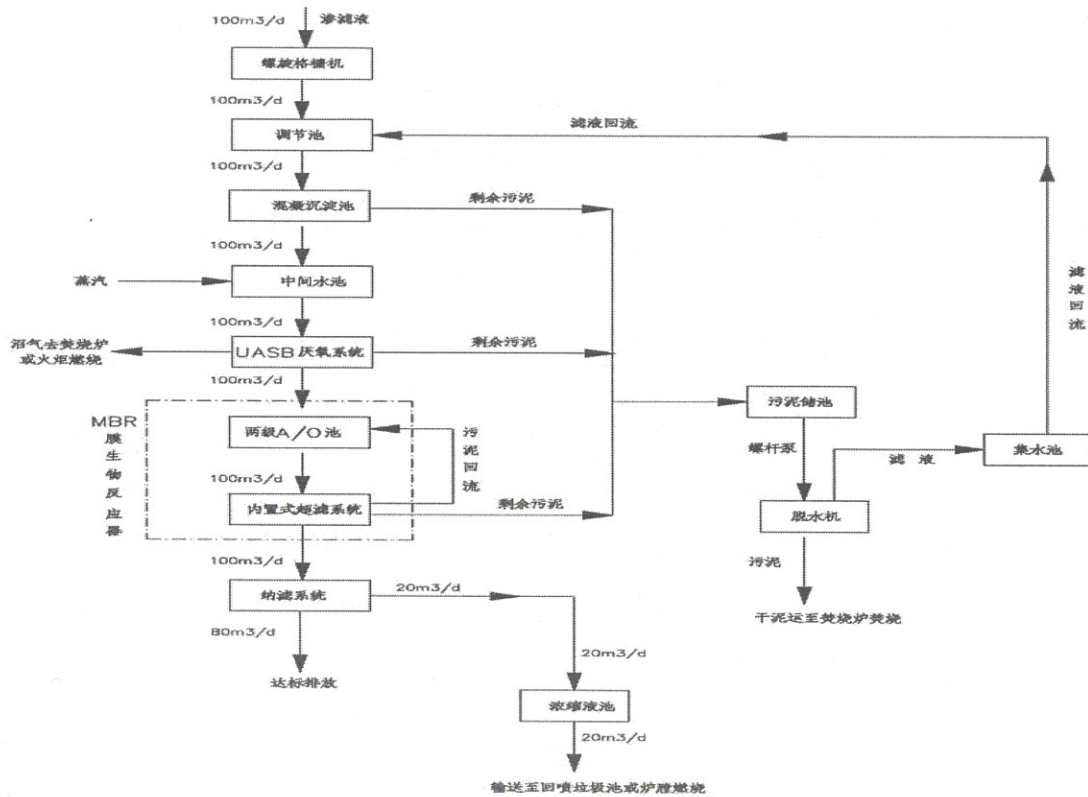 100m3/d 渗滤液
螺旋格栅机
100m3/d
调节池
滤液回流
100m3/d
混凝沉淀池
剩余污泥
100m3/d
蒸汽
中间水池
滤液回流
100m3/d
沼气去焚烧炉
或火炬燃烧
UASB 厌氧系统
剩余污泥
100m3/d
MBR
膜生物反应器
两级A/O池
污泥回流
污泥储池
螺杆泵
滤 液
集水池
100m3/d
内置式超滤系统
剩余污泥
脱水机
100m3/d
污泥
纳滤系统
20m3/d
干泥运至焚烧炉焚烧
80m3/d
达标排放
20m3/d
浓缩液池
20m3/d
输送至回喷垃圾池或炉膛燃烧